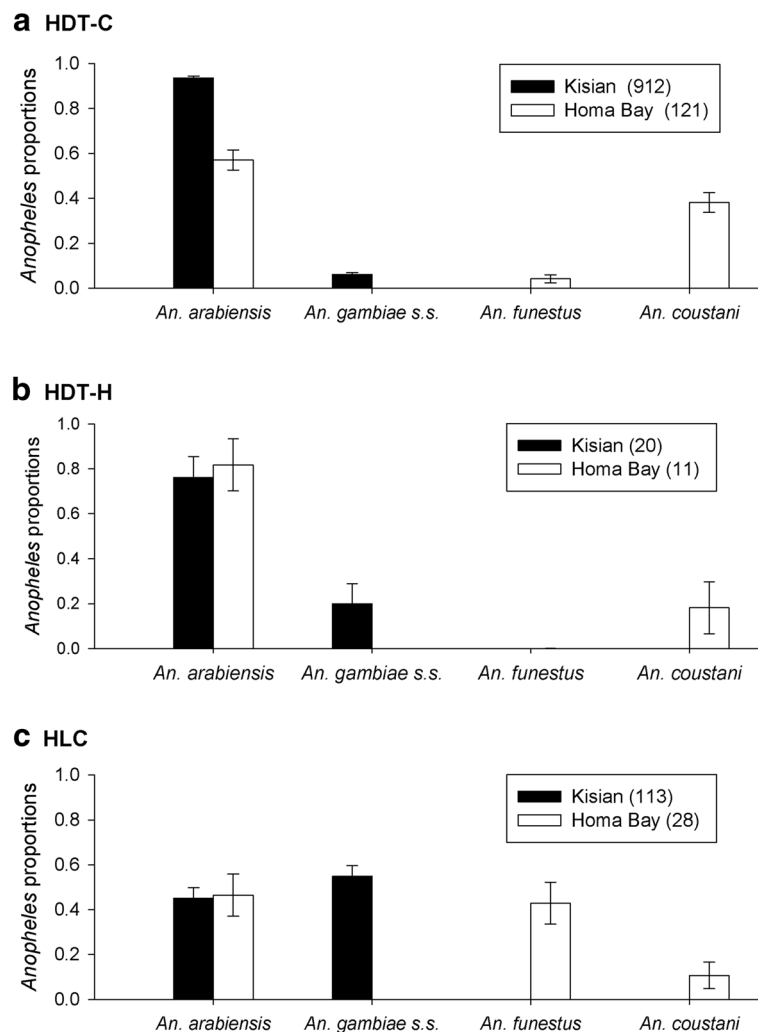 a HDT-C
Anopheles proportions
1.0
0.8
0.6
0.4
0.2
0.0
Kisian (912)
Homa Bay (121)
An. arabiensis An. gambiae s.s. An. funestus An. coustani
b HDT-H
Anopheles proportions
1.0
0.8
0.6
0.4
0.2
0.0
Kisian (20)
Homa Bay (11)
An. arabiensis An. gambiae s.s. An. funestus An. coustani
c HLC
Anopheles proportions
1.0
0.8
0.6
0.4
0.2
0.0
Kisian (113)
Homa Bay (28)
An. arabiensis An. gambiae s.s. An. funestus An. coustani